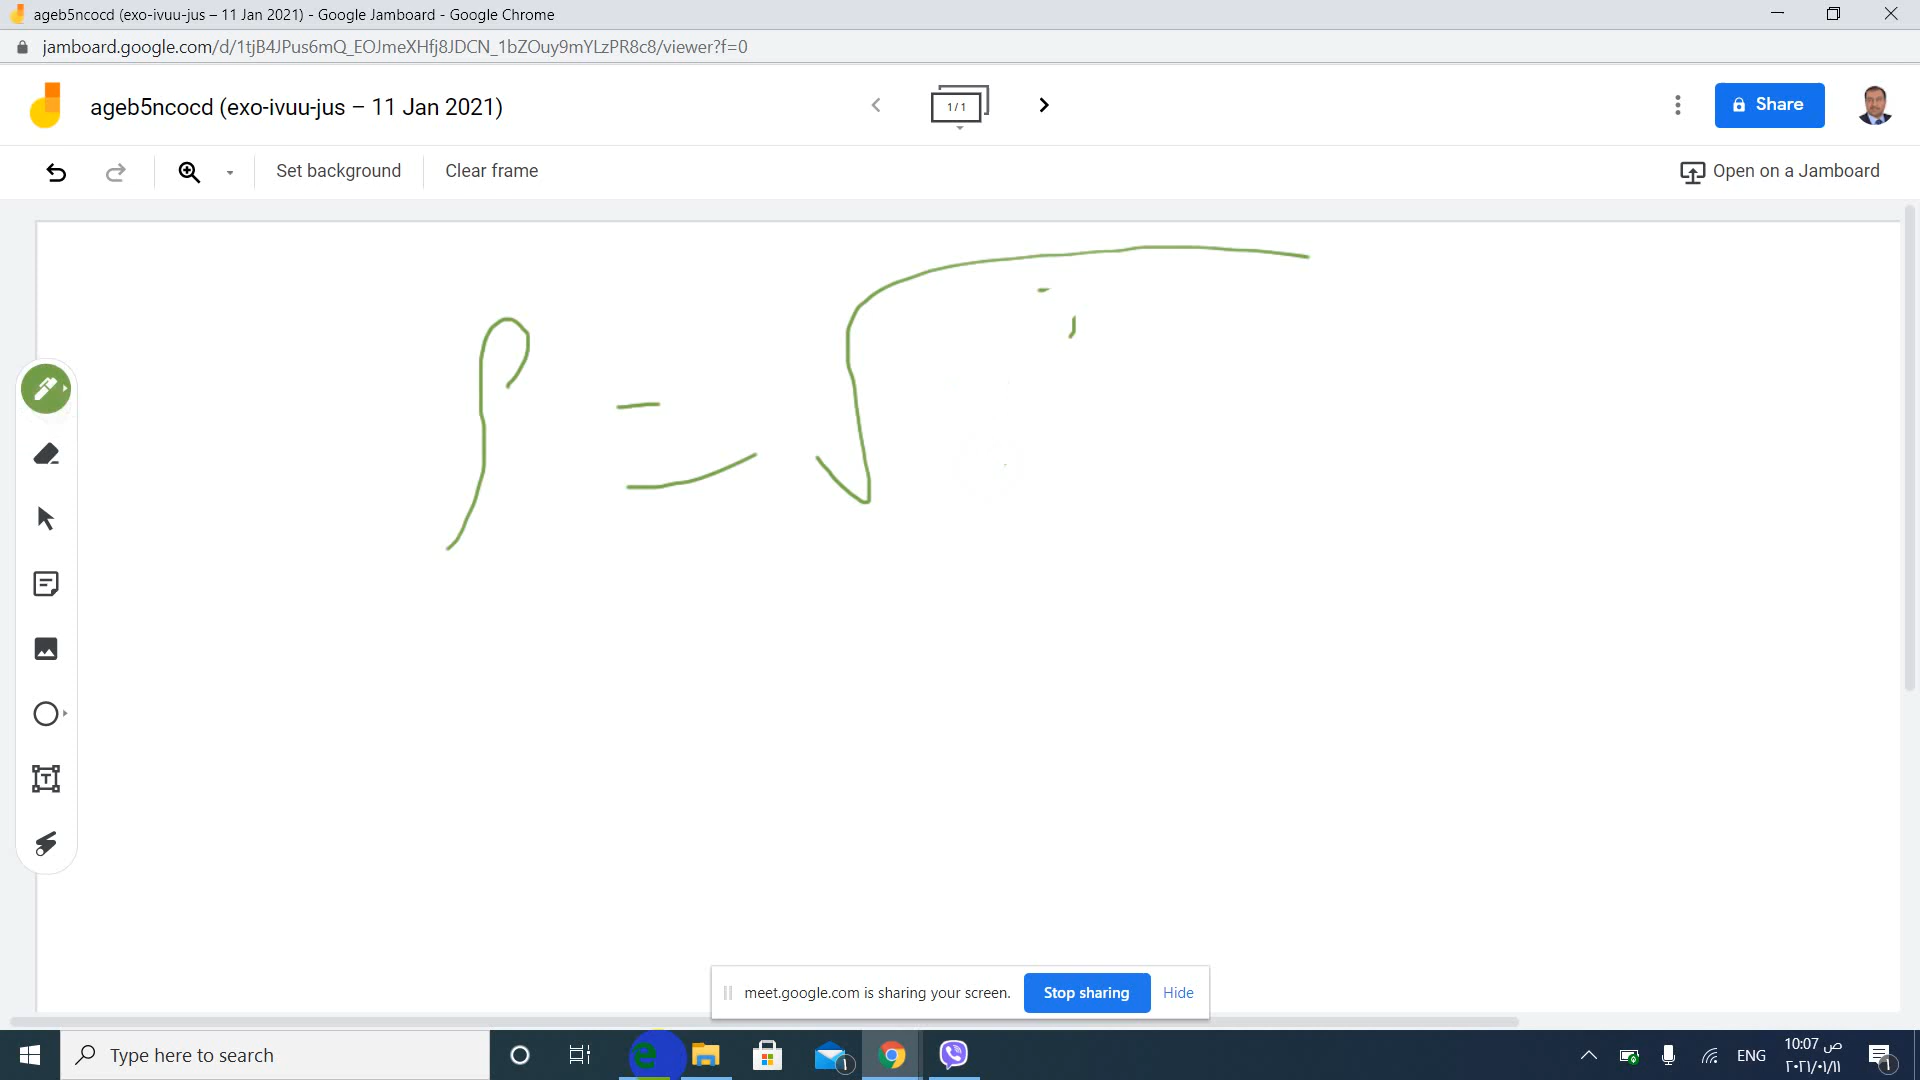 ageb5ncocd (exo-ivuu-jus – 11 Jan 2021) - Google Jamboard - Google Chrome
jamboard.google.com/d/1tjB4JPus6mQ_EOJmeXHfj8JDCN_1bZOuy9mYLzPR8c8/viewer?f=0
ageb5ncocd (exo-ivuu-jus – 11 Jan 2021)
1/1
Share
Set background
Clear frame
Open on a Jamboard
ρ = √
meet.google.com is sharing your screen.
Stop sharing
Hide
Type here to search
ENG
10:07 ص
٢٠٢١/٠١/١١